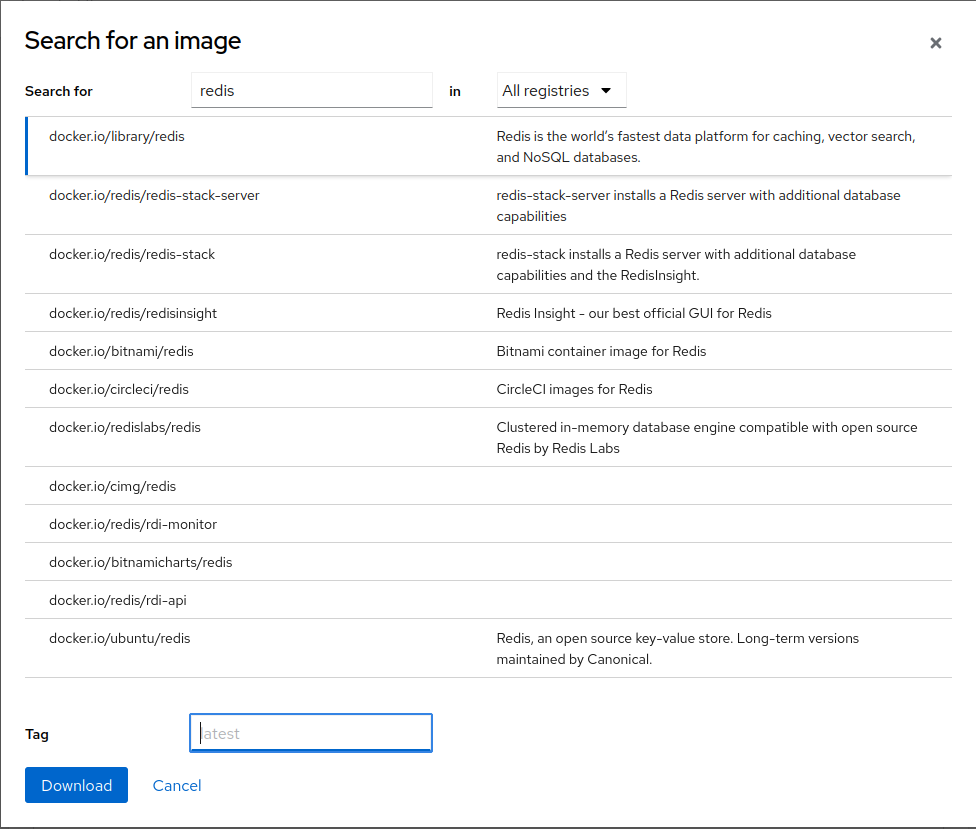 Search for an image
Search for redis in All registries
docker.io/library/redis Redis is the world’s fastest data platform for caching, vector search,
and NoSQL databases.
docker.io/redis/redis-stack-server redis-stack-server installs a Redis server with additional database
capabilities
docker.io/redis/redis-stack redis-stack installs a Redis server with additional database
capabilities and the RedisInsight.
docker.io/redis/redisinsight Redis Insight - our best official GUI for Redis
docker.io/bitnami/redis Bitnami container image for Redis
docker.io/circleci/redis CircleCI images for Redis
docker.io/redislabs/redis Clustered in-memory database engine compatible with open source
Redis by Redis Labs
docker.io/cimg/redis
docker.io/redis/rdi-monitor
docker.io/bitnamicharts/redis
docker.io/redis/rdi-api
docker.io/ubuntu/redis Redis, an open source key-value store. Long-term versions
maintained by Canonical.
Tag latest
Download Cancel